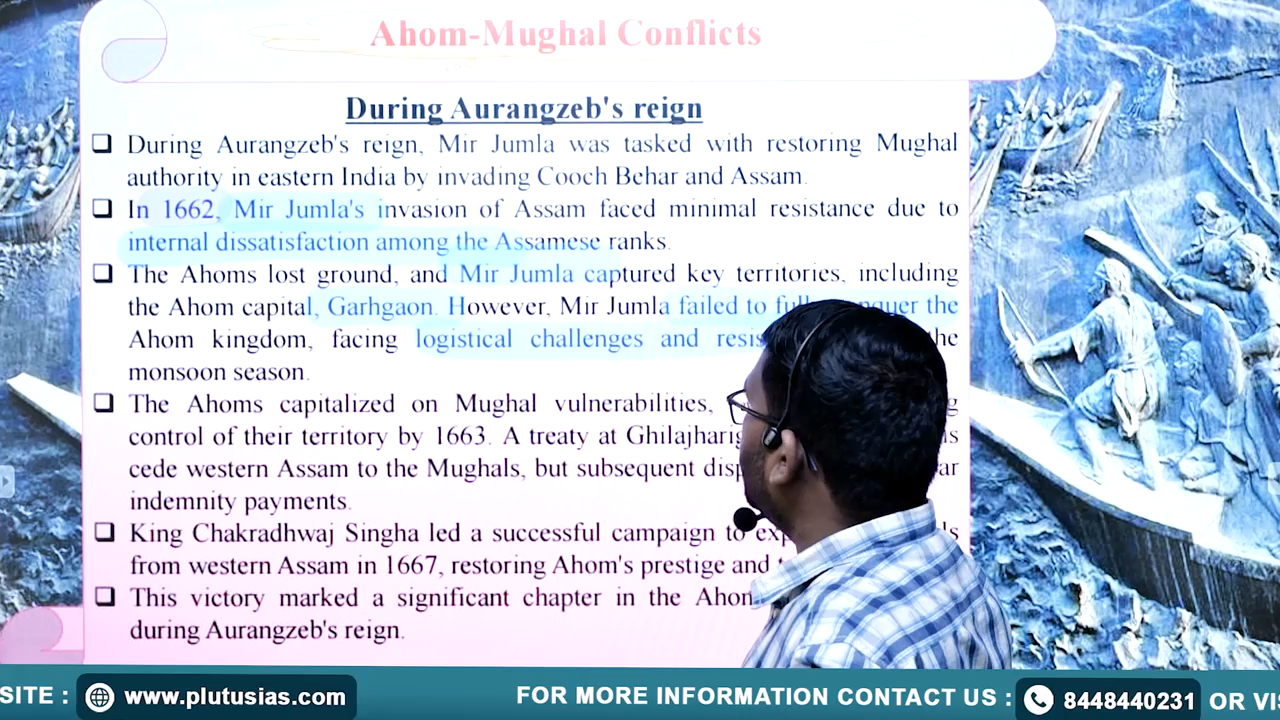 Ahom-Mughal Conflicts
During Aurangzeb's reign
❑ During Aurangzeb's reign, Mir Jumla was tasked with restoring Mughal
authority in eastern India by invading Cooch Behar and Assam.
❑ In 1662, Mir Jumla's invasion of Assam faced minimal resistance due to
internal dissatisfaction among the Assamese ranks.
❑ The Ahoms lost ground, and Mir Jumla captured key territories, including
the Ahom capital, Garhgaon. However, Mir Jumla failed to the
Ahom kingdom, facing logistical challenges and the
monsoon season.
❑ The Ahoms capitalized on Mughal vulnerabilities,
control of their territory by 1663. A treaty at
cede western Assam to the Mughals, but subsequent
indemnity payments.
❑ King Chakradhwaj Singha led a successful campaign to
from western Assam in 1667, restoring Ahom's prestige and
❑ This victory marked a significant chapter in the
during Aurangzeb's reign.
SITE : www.plutusias.com FOR MORE INFORMATION CONTACT US : 8448440231 OR